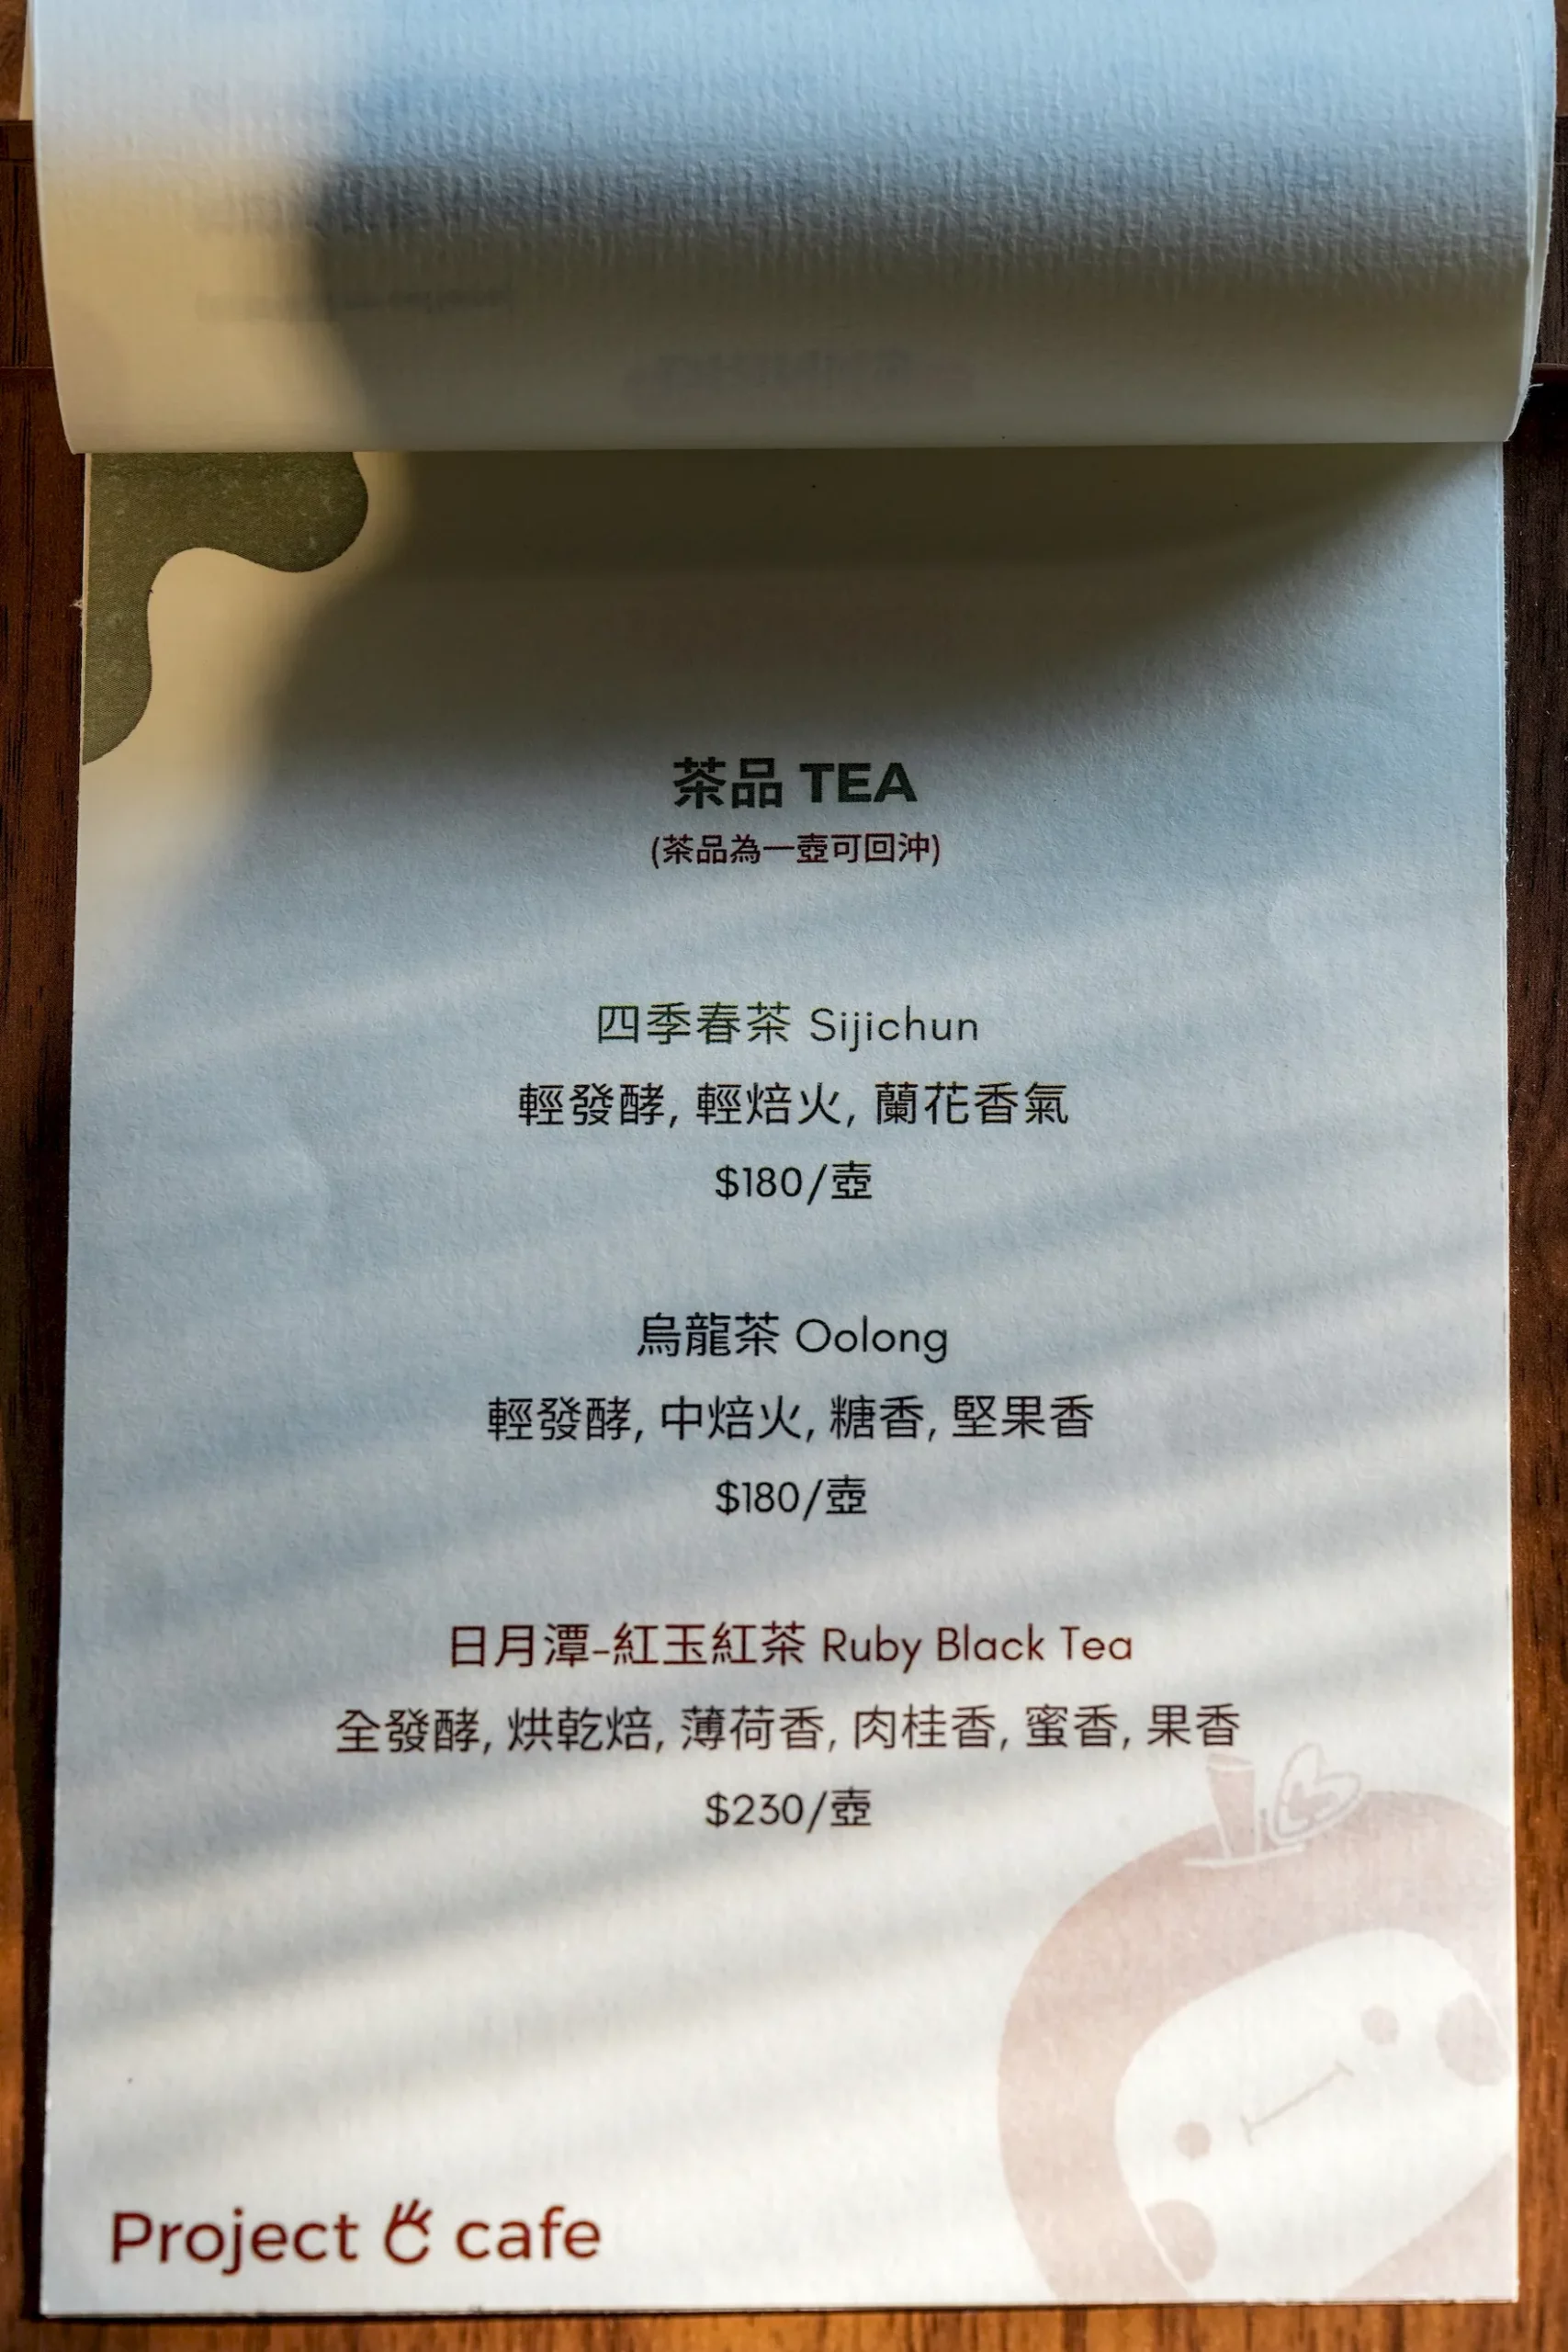 茶品 TEA
(茶品為一壺可回沖)
四季春茶 Sijichun
輕發酵, 輕焙火, 蘭花香氣
$180/壺
烏龍茶 Oolong
輕發酵, 中焙火, 糖香, 堅果香
$180/壺
日月潭-紅玉紅茶 Ruby Black Tea
全發酵, 烘乾焙, 薄荷香, 肉桂香, 蜜香, 果香
$230/壺
Project C cafe